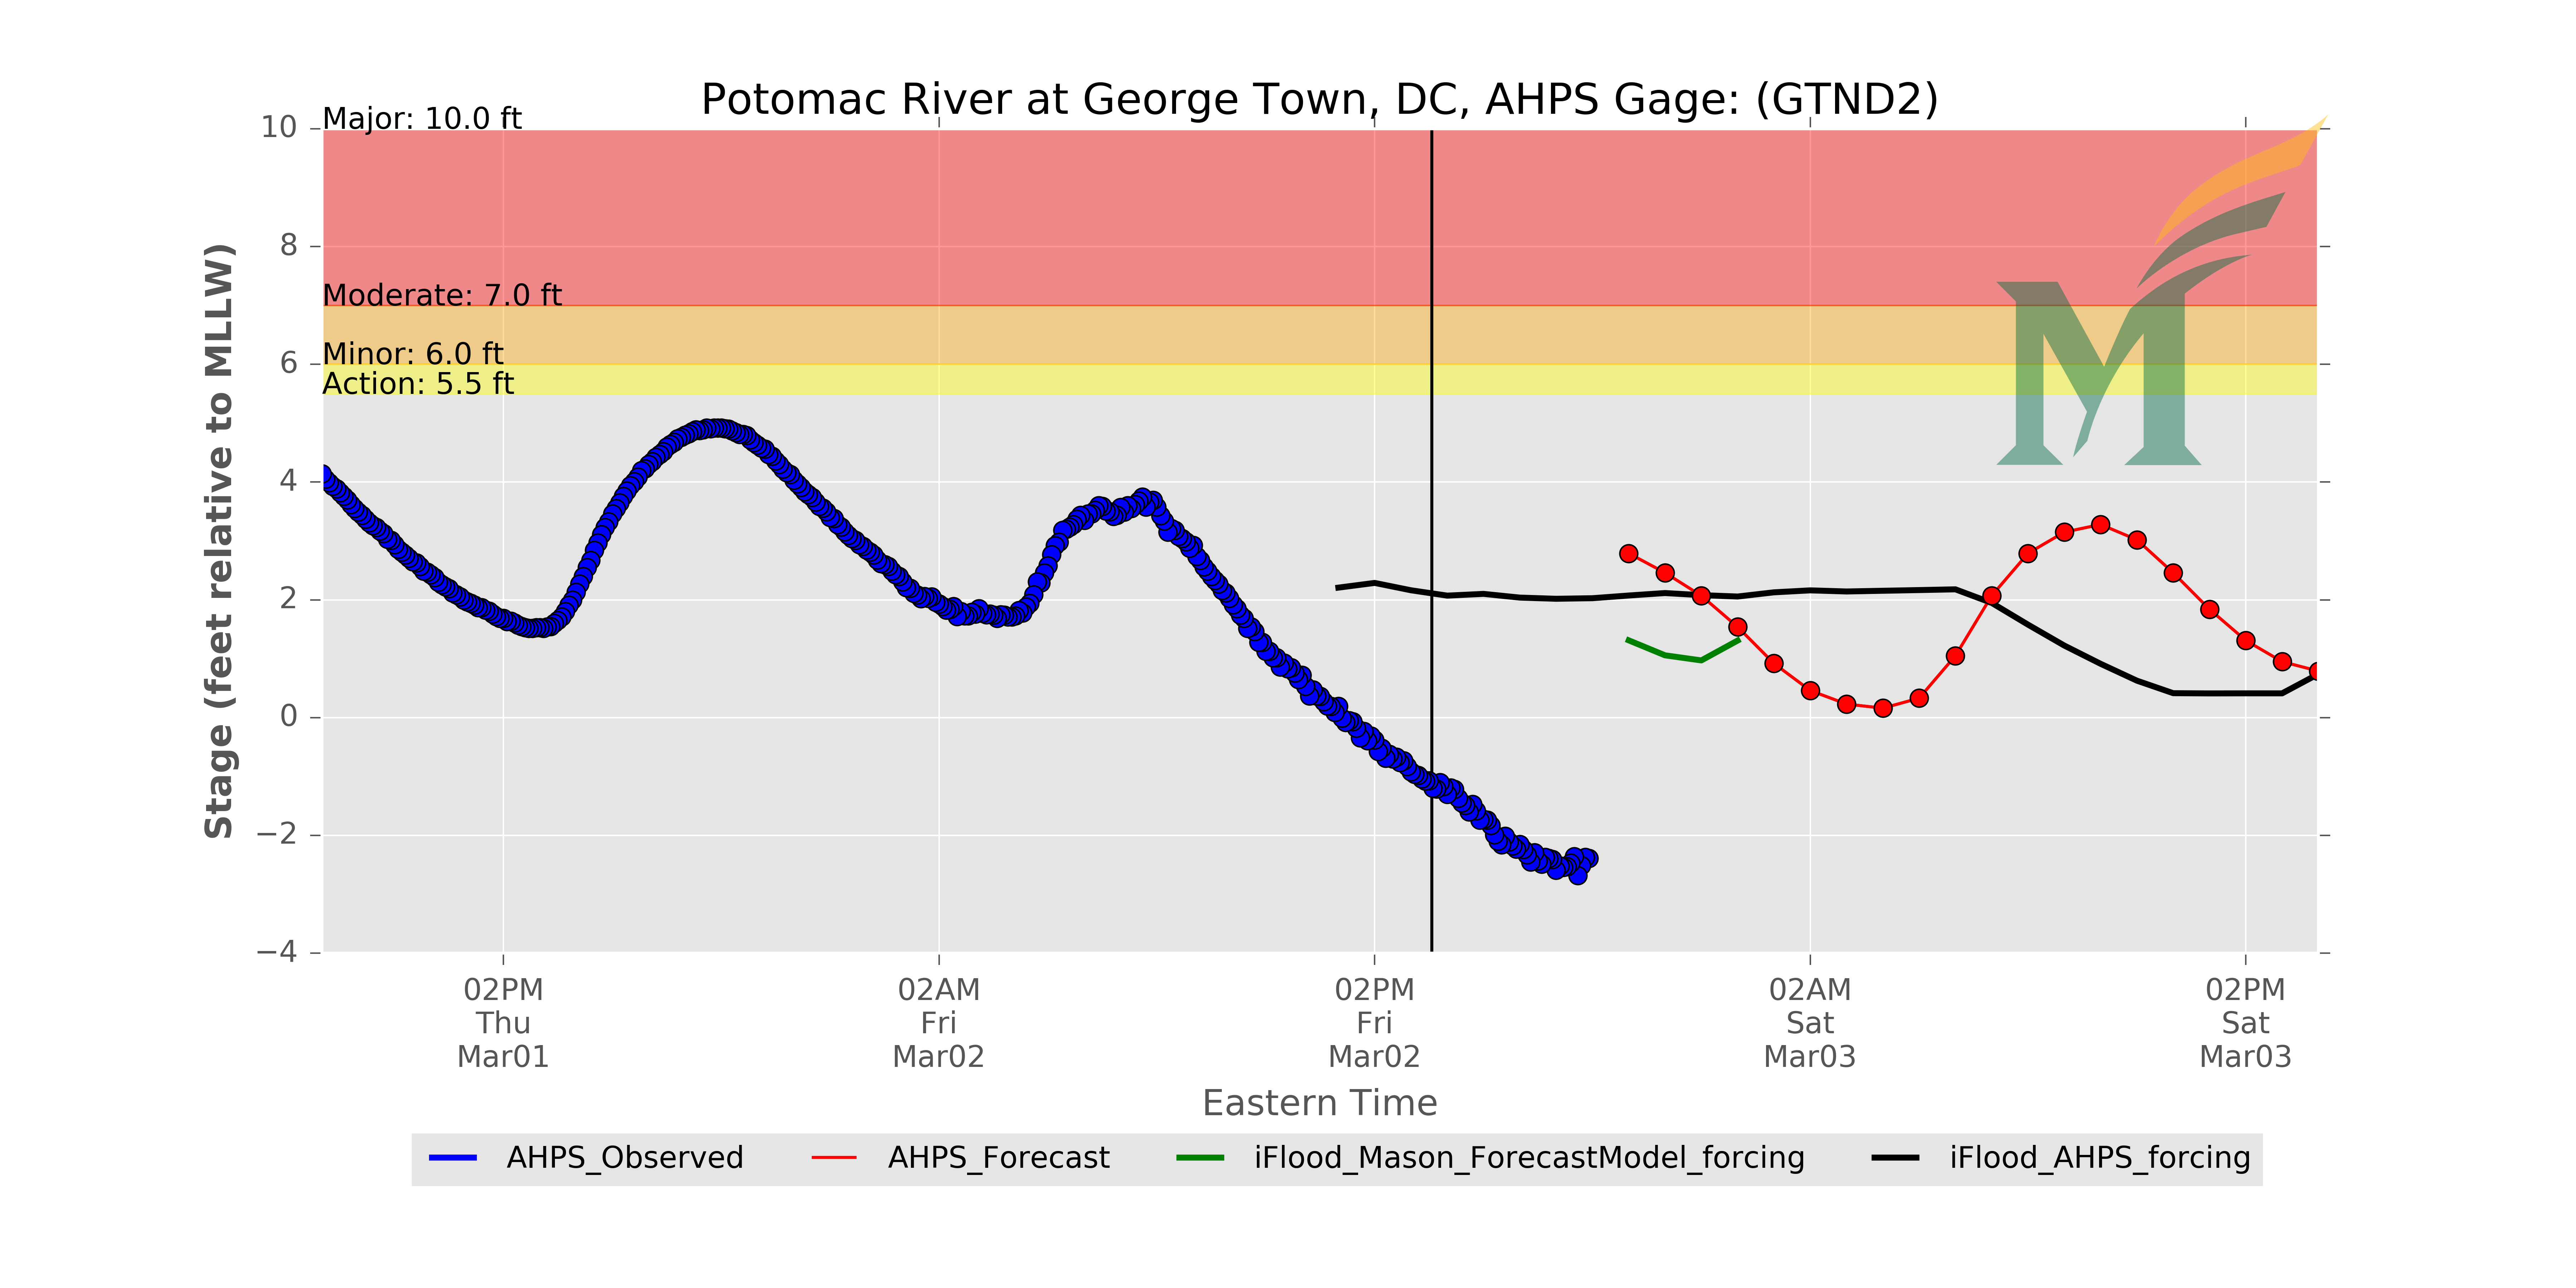 Potomac River at George Town, DC, AHPS Gage: (GTND2)
Major: 10.0 ft
Moderate: 7.0 ft
Minor: 6.0 ft
Action: 5.5 ft
Stage (feet relative to MLLW)
10
8
6
4
2
0
−2
−4
02PM
Thu
Mar01
02AM
Fri
Mar02
02PM
Fri
Mar02
02AM
Sat
Mar03
02PM
Sat
Mar03
Eastern Time
AHPS_Observed
AHPS_Forecast
iFlood_Mason_ForecastModel_forcing
iFlood_AHPS_forcing
M